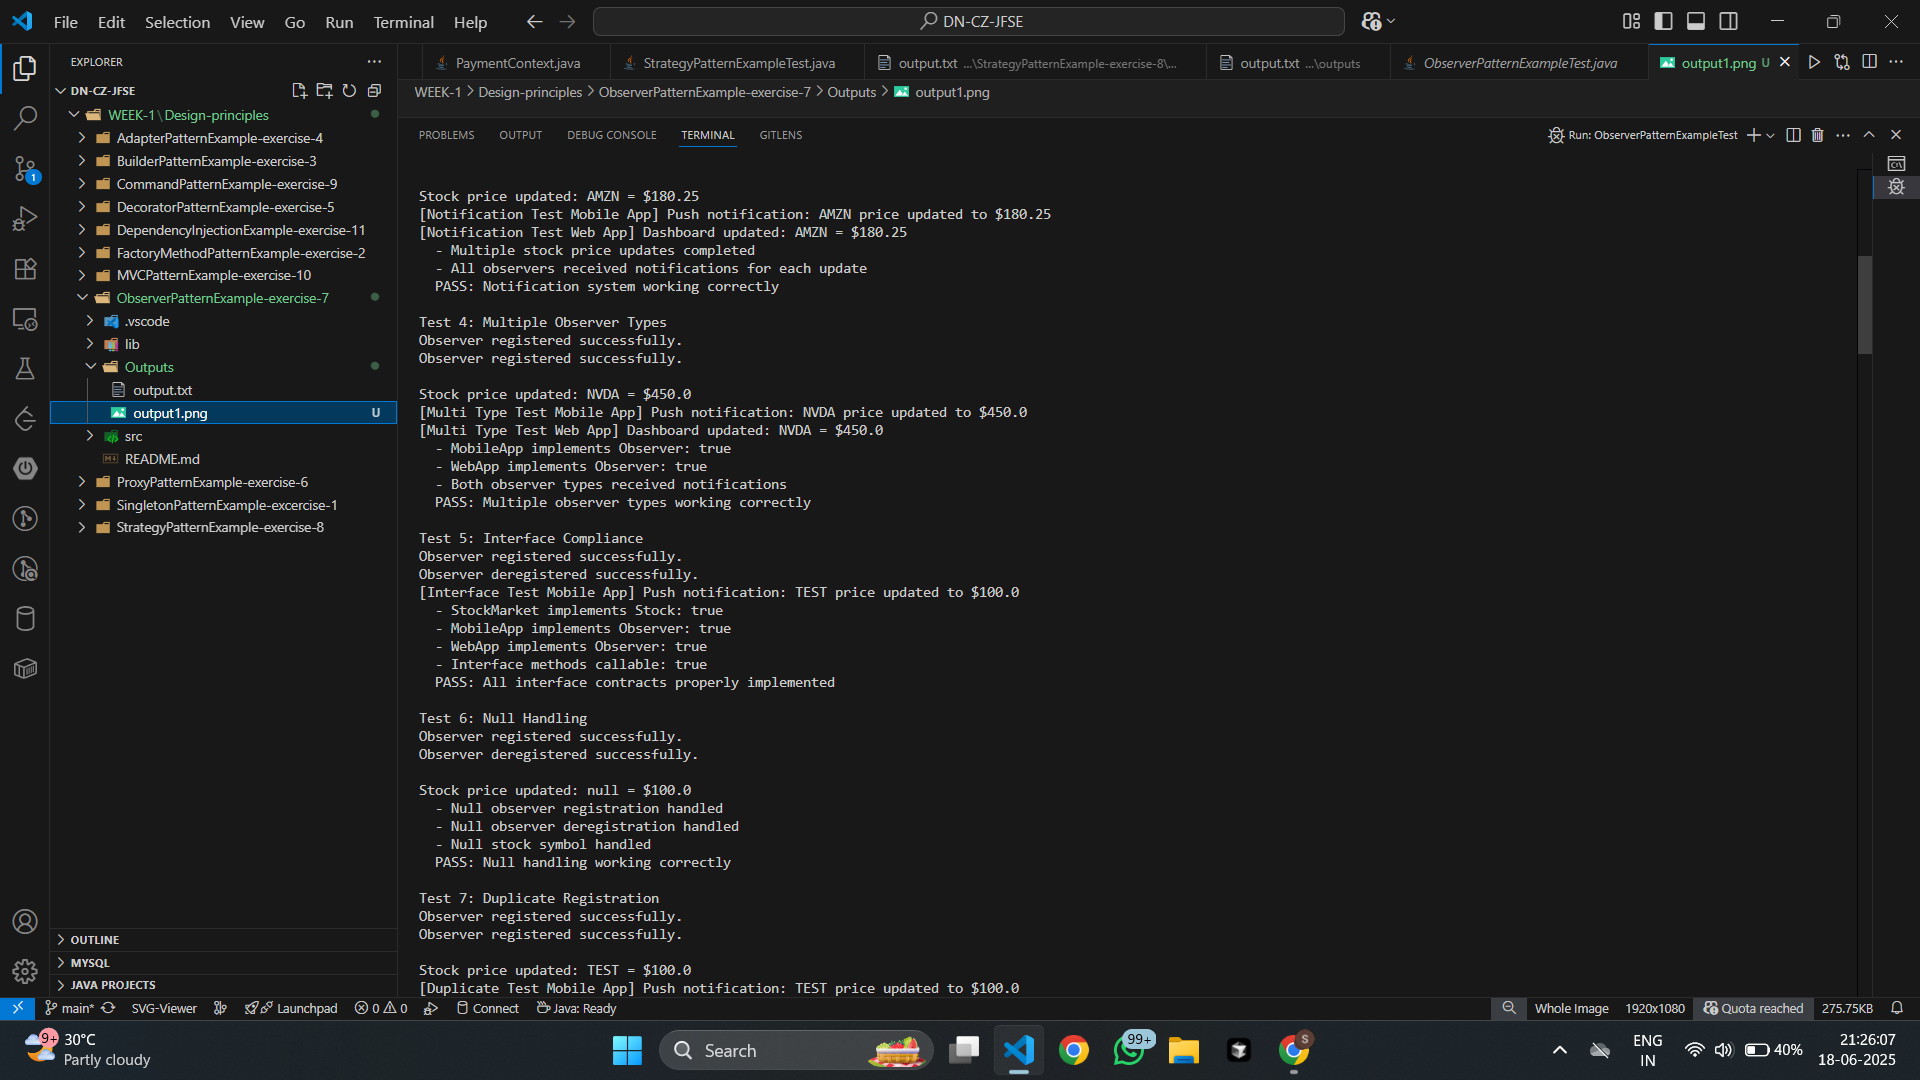 File Edit Selection View Go Run Terminal Help
DN-CZ-JFSE
EXPLORER
DN-CZ-JFSE
WEEK-1\Design-principles
AdapterPatternExample-exercise-4
BuilderPatternExample-exercise-3
CommandPatternExample-exercise-9
DecoratorPatternExample-exercise-5
DependencyInjectionExample-exercise-11
FactoryMethodPatternExample-exercise-2
MVCPatternExample-exercise-10
ObserverPatternExample-exercise-7
.vscode
lib
Outputs
output.txt
output1.png U
src
README.md
ProxyPatternExample-exercise-6
SingletonPatternExample-excercise-1
StrategyPatternExample-exercise-8
OUTLINE
MYSQL
JAVA PROJECTS
1
PaymentContext.java
StrategyPatternExampleTest.java
output.txt ...\StrategyPatternExample-exercise-8\...
output.txt ...\outputs
ObserverPatternExampleTest.java
output1.png U
WEEK-1 > Design-principles > ObserverPatternExample-exercise-7 > Outputs > output1.png
PROBLEMS OUTPUT DEBUG CONSOLE TERMINAL GITLENS
Run: ObserverPatternExampleTest
Stock price updated: AMZN = $180.25
[Notification Test Mobile App] Push notification: AMZN price updated to $180.25
[Notification Test Web App] Dashboard updated: AMZN = $180.25
- Multiple stock price updates completed
- All observers received notifications for each update
PASS: Notification system working correctly
Test 4: Multiple Observer Types
Observer registered successfully.
Observer registered successfully.
Stock price updated: NVDA = $450.0
[Multi Type Test Mobile App] Push notification: NVDA price updated to $450.0
[Multi Type Test Web App] Dashboard updated: NVDA = $450.0
- MobileApp implements Observer: true
- WebApp implements Observer: true
- Both observer types received notifications
PASS: Multiple observer types working correctly
Test 5: Interface Compliance
Observer registered successfully.
Observer deregistered successfully.
[Interface Test Mobile App] Push notification: TEST price updated to $100.0
- StockMarket implements Stock: true
- MobileApp implements Observer: true
- WebApp implements Observer: true
- Interface methods callable: true
PASS: All interface contracts properly implemented
Test 6: Null Handling
Observer registered successfully.
Observer deregistered successfully.
Stock price updated: null = $100.0
- Null observer registration handled
- Null observer deregistration handled
- Null stock symbol handled
PASS: Null handling working correctly
Test 7: Duplicate Registration
Observer registered successfully.
Observer registered successfully.
Stock price updated: TEST = $100.0
[Duplicate Test Mobile App] Push notification: TEST price updated to $100.0
main* SVG-Viewer Launchpad 0 0 Connect Java: Ready
Whole Image 1920x1080 Quota reached 275.75KB
9+
30°C
Partly cloudy
Search
99+
S
ENG
IN
40%
21:26:07
18-06-2025